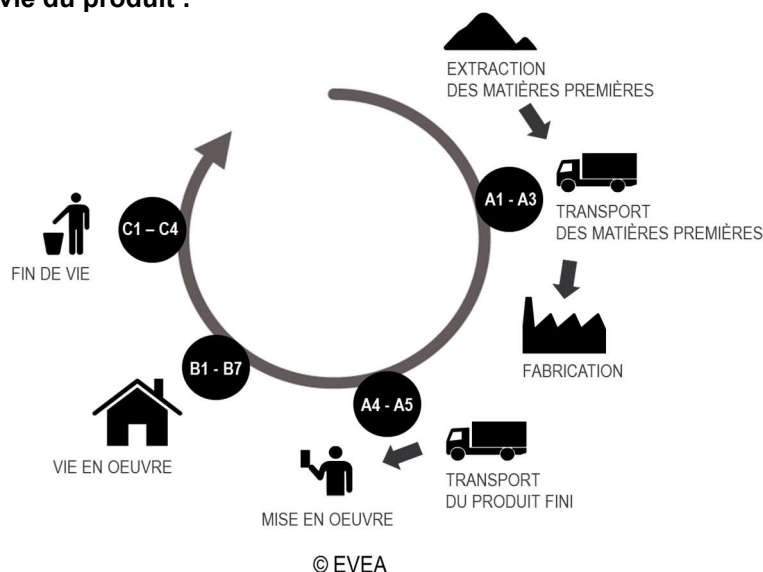 vie du produit :
EXTRACTION
DES MATIÈRES PREMIÈRES
A1 - A3
TRANSPORT
DES MATIÈRES PREMIÈRES
FABRICATION
A4 - A5
TRANSPORT
DU PRODUIT FINI
MISE EN OEUVRE
B1 - B7
VIE EN OEUVRE
C1 – C4
FIN DE VIE
© EVEA